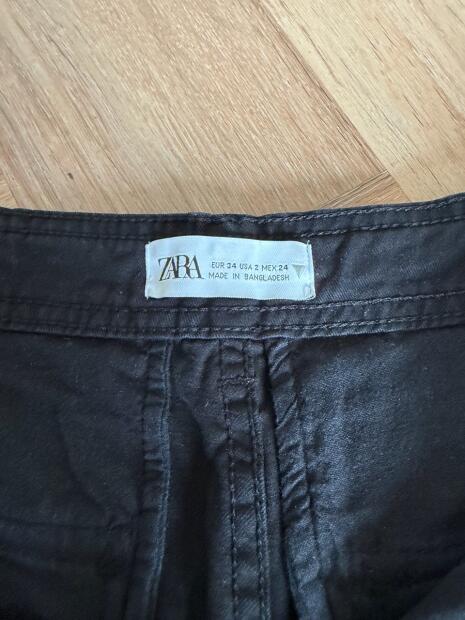 ZARA
EUR 34 USA 2 MEX 24
MADE IN BANGLADESH